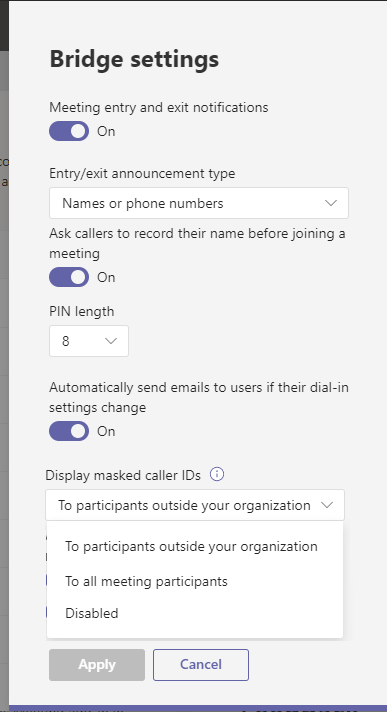 Bridge settings
Meeting entry and exit notifications
On
Entry/exit announcement type
Names or phone numbers
Ask callers to record their name before joining a
meeting
On
PIN length
8
Automatically send emails to users if their dial-in
settings change
On
Display masked caller IDs
To participants outside your organization
To participants outside your organization
To all meeting participants
Disabled
Apply
Cancel